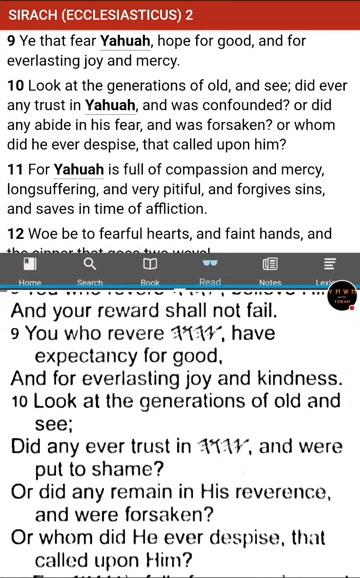 SIRACH (ECCLESIASTICUS) 2
9 Ye that fear Yahuah, hope for good, and for
everlasting joy and mercy.
10 Look at the generations of old, and see; did ever
any trust in Yahuah, and was confounded? or did
any abide in his fear, and was forsaken? or whom
did he ever despise, that called upon him?
11 For Yahuah is full of compassion and mercy,
longsuffering, and very pitiful, and forgives sins,
and saves in time of affliction.
12 Woe be to fearful hearts, and faint hands, and
the sinner that goes two ways!
Home Search Book Read Notes
And your reward shall not fail.
9 You who revere 𐤉𐤄𐤅𐤄, have
expectancy for good,
And for everlasting joy and kindness.
10 Look at the generations of old and
see;
Did any ever trust in 𐤉𐤄𐤅𐤄, and were
put to shame?
Or did any remain in His reverence,
and were forsaken?
Or whom did He ever despise, that
called upon Him?